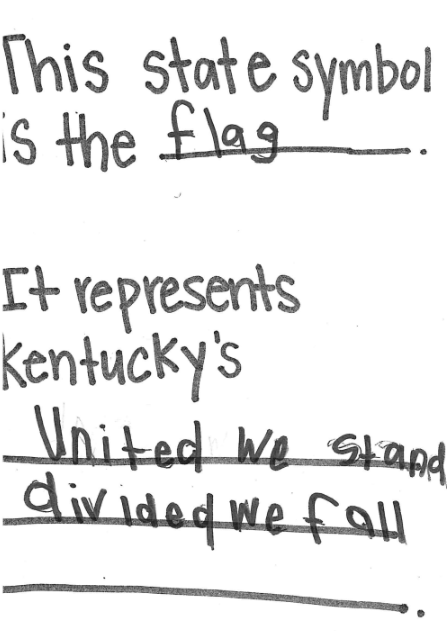 This state symbol
is the flag.
It represents
Kentucky's
United we stand
divided we fall
.